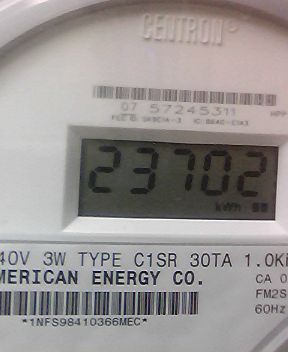 CENTRON®
07 57245311
23702
kWh
40V 3W TYPE C1SR 30TA 1.0K
MERICAN ENERGY CO.
CA 0
FM2S
60Hz
*1NFS98410366MEC*